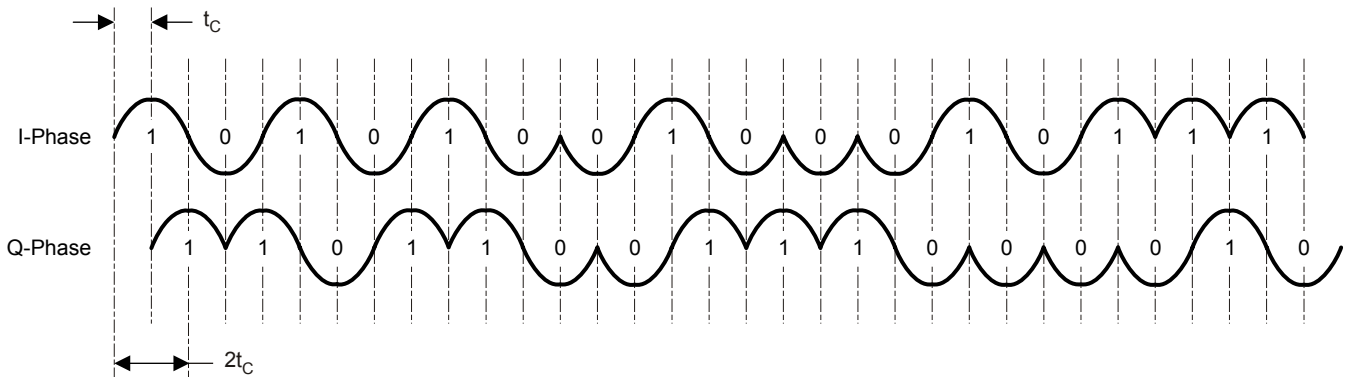 t_C
I-Phase 1 0 1 0 1 0 0 1 0 0 0 1 0 1 1 1
Q-Phase 1 1 0 1 1 0 0 1 1 1 0 0 0 0 1 0
2t_C